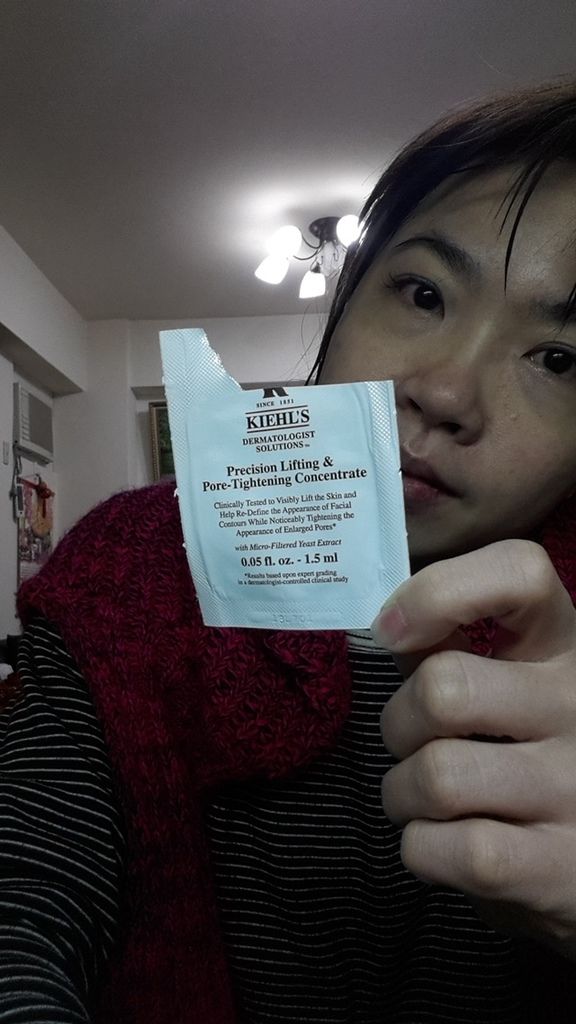 SINCE 1851
KIEHL'S
DERMATOLOGIST
SOLUTIONS™
Precision Lifting &
Pore-Tightening Concentrate
Clinically Tested to Visibly Lift the Skin and
Help Re-Define the Appearance of Facial
Contours While Noticeably Tightening the
Appearance of Enlarged Pores*
with Micro-Filtered Yeast Extract
0.05 fl. oz. - 1.5 ml
*Results based upon expert grading
in a dermatologist-controlled clinical study